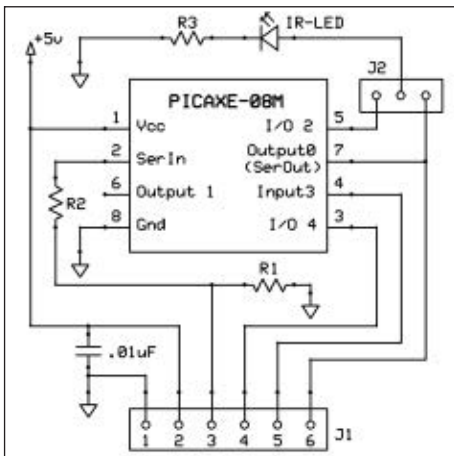 +5v
R3
IR-LED
J2
PICAXE-08M
1 Vcc
I/O 2 5
2 SerIn
Output0 7
(SerOut)
6 Output 1
Input3 4
8 Gnd
I/O 4 3
R2
R1
.01uF
1 2 3 4 5 6
J1